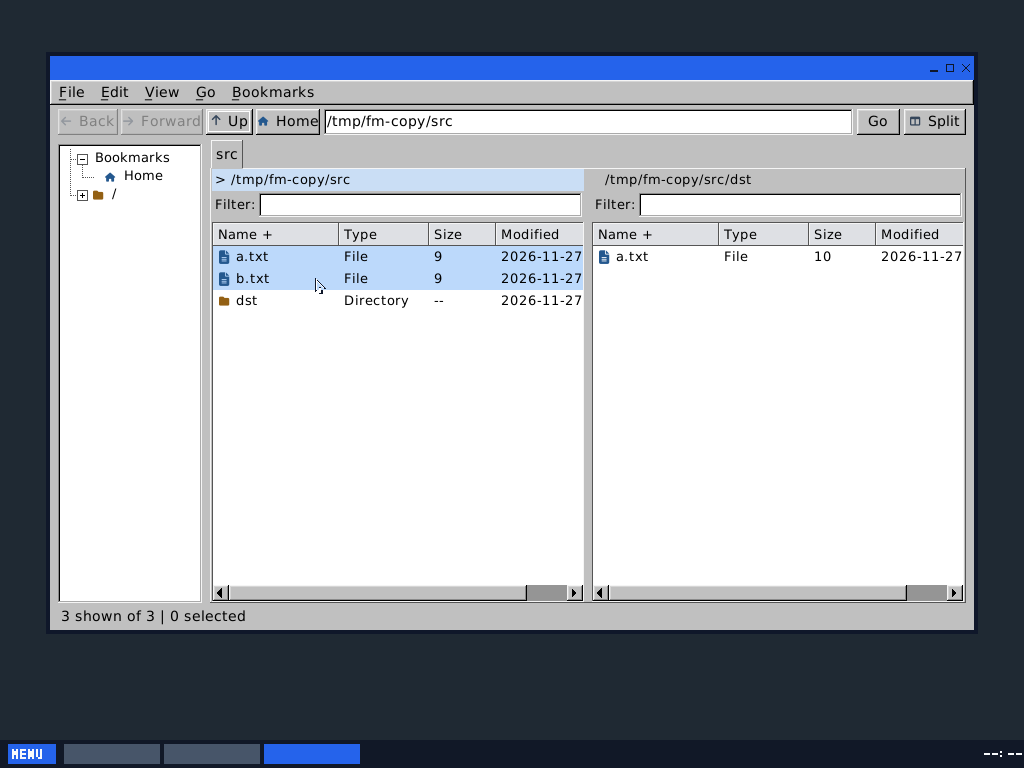 File Edit View Go Bookmarks
Back Forward Up Home /tmp/fm-copy/src Go Split
Bookmarks
Home
/
src
> /tmp/fm-copy/src
Filter:
Name + Type Size Modified
a.txt File 9 2026-11-27
b.txt File 9 2026-11-27
dst Directory -- 2026-11-27
/tmp/fm-copy/src/dst
Filter:
Name + Type Size Modified
a.txt File 10 2026-11-27
3 shown of 3 | 0 selected
MENU --:--